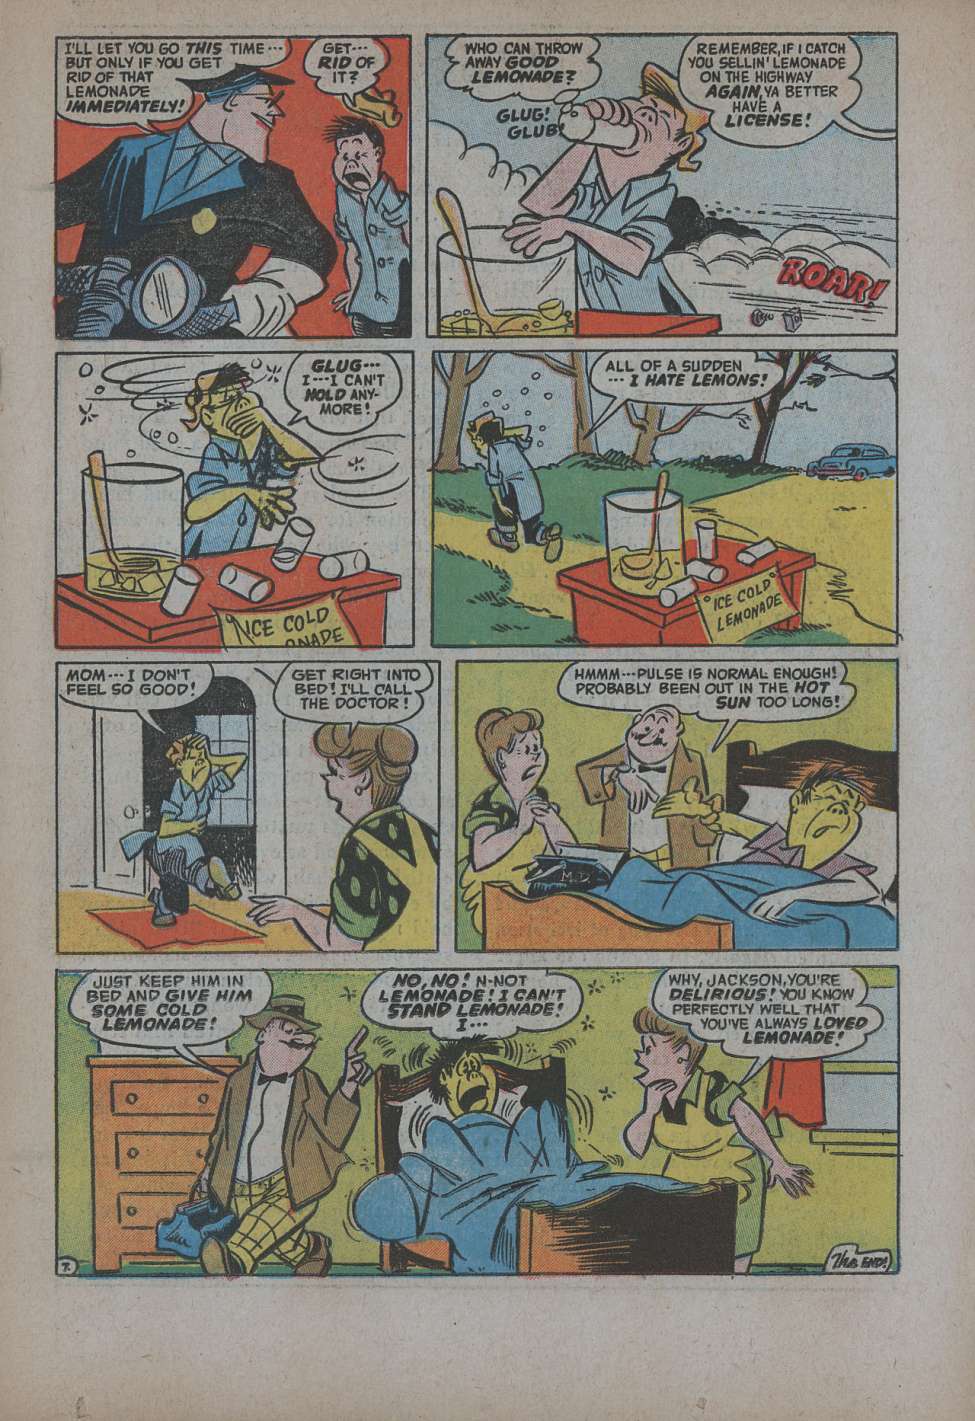 I'LL LET YOU GO THIS TIME---
BUT ONLY IF YOU GET
RID OF THAT
LEMONADE
IMMEDIATELY!
GET---
RID OF
IT?
WHO CAN THROW
AWAY GOOD
LEMONADE?
GLUG!
GLUB!
REMEMBER, IF I CATCH
YOU SELLIN' LEMONADE
ON THE HIGHWAY
AGAIN, YA BETTER
HAVE A
LICENSE!
ROAR!
GLUG---
I---I CAN'T
HOLD ANY-
MORE!
ICE COLD
ONADE
ALL OF A SUDDEN
---I HATE LEMONS!
"ICE COLD"
LEMONADE
MOM---I DON'T
FEEL SO GOOD!
GET RIGHT INTO
BED! I'LL CALL
THE DOCTOR!
HMMM---PULSE IS NORMAL ENOUGH!
PROBABLY BEEN OUT IN THE HOT
SUN TOO LONG!
M.D.
JUST KEEP HIM IN
BED AND GIVE HIM
SOME COLD
LEMONADE!
NO, NO! N-NOT
LEMONADE! I CAN'T
STAND LEMONADE!
I---
WHY, JACKSON, YOU'RE
DELIRIOUS! YOU KNOW
PERFECTLY WELL THAT
YOU'VE ALWAYS LOVED
LEMONADE!
7.
The END!